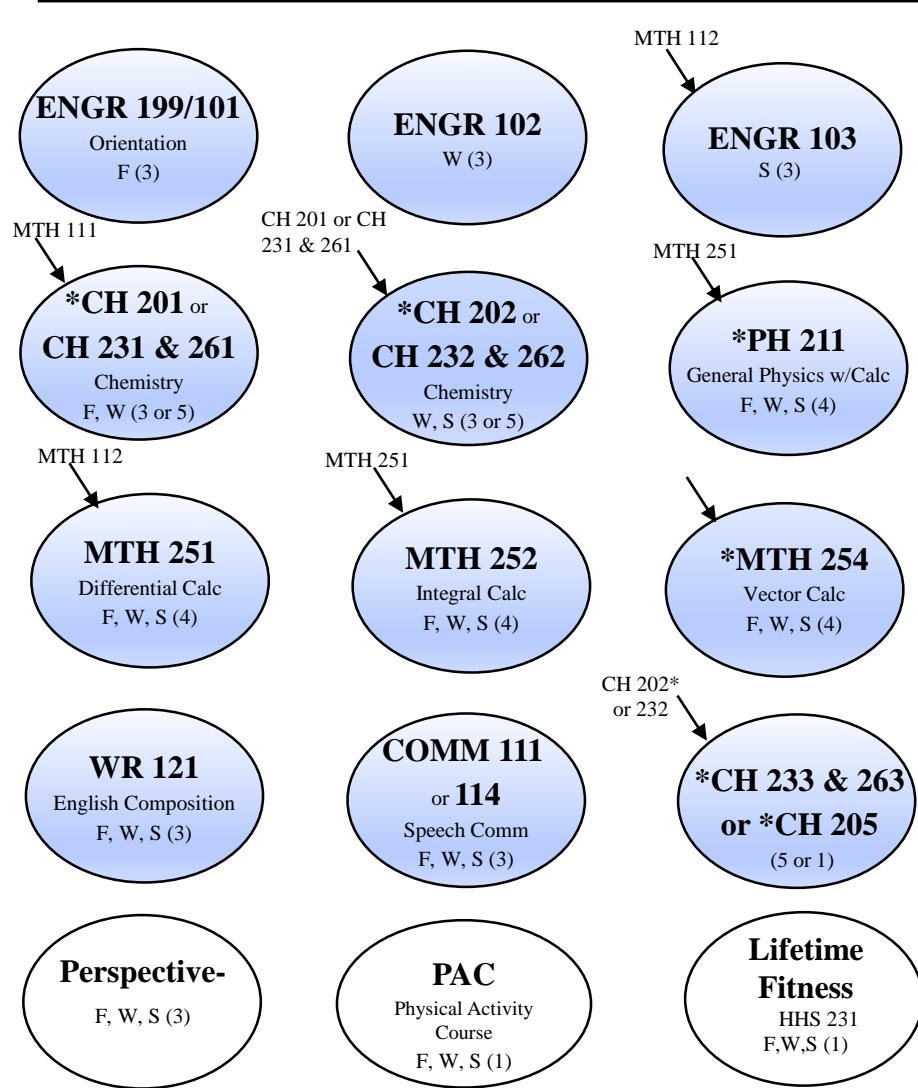 MTH 112
ENGR 199/101
Orientation
F (3)
ENGR 102
W (3)
ENGR 103
S (3)
MTH 111
CH 201 or CH
231 & 261
MTH 251
*CH 201 or
CH 231 & 261
Chemistry
F, W (3 or 5)
*CH 202 or
CH 232 & 262
Chemistry
W, S (3 or 5)
*PH 211
General Physics w/Calc
F, W, S (4)
MTH 112
MTH 251
MTH 251
Differential Calc
F, W, S (4)
MTH 252
Integral Calc
F, W, S (4)
*MTH 254
Vector Calc
F, W, S (4)
CH 202*
or 232
WR 121
English Composition
F, W, S (3)
COMM 111
or 114
Speech Comm
F, W, S (3)
*CH 233 & 263
or *CH 205
(5 or 1)
Perspective-
F, W, S (3)
PAC
Physical Activity
Course
F, W, S (1)
Lifetime
Fitness
HHS 231
F,W,S (1)